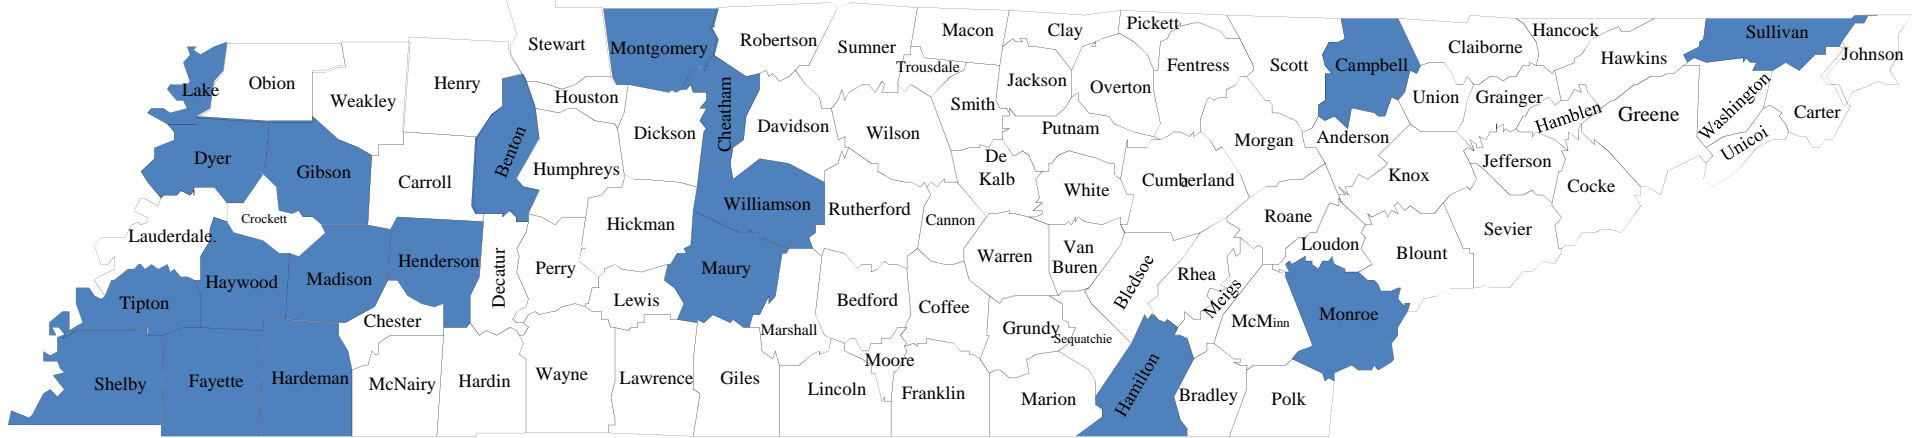 Stewart
Montgomery
Robertson
Sumner
Macon
Clay
Pickett
Trousdale
Jackson
Overton
Fentress
Scott
Campbell
Claiborne
Hancock
Hawkins
Sullivan
Johnson
Lake
Obion
Weakley
Henry
Houston
Benton
Humphreys
Dickson
Cheatham
Davidson
Wilson
Smith
Putnam
Morgan
Anderson
Union
Grainger
Hamblen
Greene
Washington
Unicoi
Carter
Dyer
Gibson
Carroll
De
Kalb
White
Cumberland
Knox
Jefferson
Cocke
Crockett
Lauderdale.
Hickman
Williamson
Rutherford
Cannon
Warren
Van
Buren
Bledsoe
Rhea
Meigs
Roane
Loudon
Blount
Sevier
Tipton
Haywood
Madison
Henderson
Decatur
Perry
Lewis
Maury
Marshall
Bedford
Coffee
Grundy
Sequatchie
McMinn
Monroe
Chester
Shelby
Fayette
Hardeman
McNairy
Hardin
Wayne
Lawrence
Giles
Lincoln
Moore
Franklin
Marion
Hamilton
Bradley
Polk